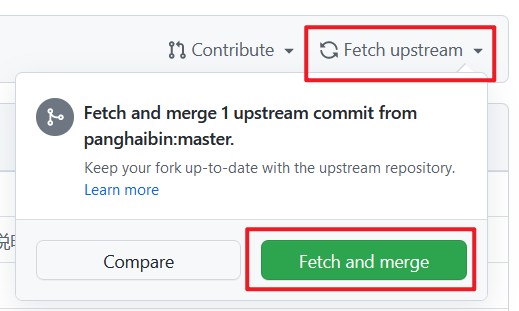 Contribute Fetch upstream
Fetch and merge 1 upstream commit from
panghaibin:master.
Keep your fork up-to-date with the upstream repository.
Learn more
Compare Fetch and merge